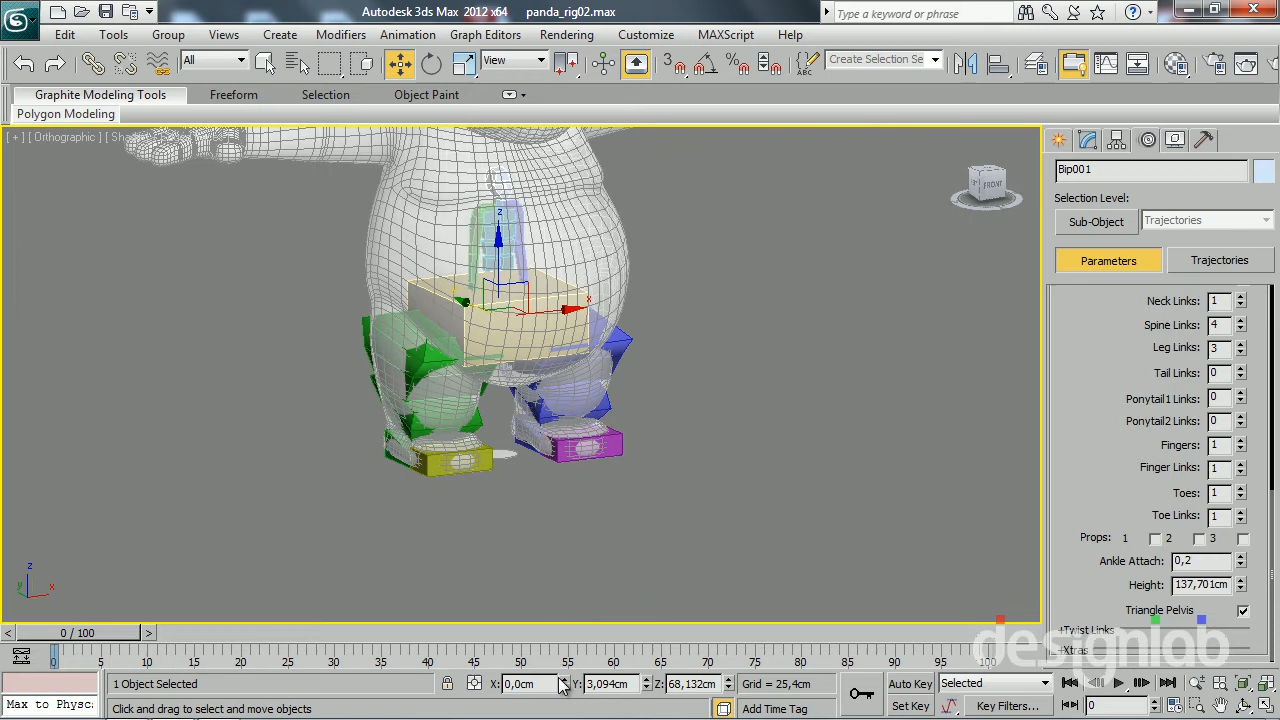 Autodesk 3ds Max 2012 x64 panda_rig02.max
Type a keyword or phrase
Edit Tools Group Views Create Modifiers Animation Graph Editors Rendering Customize MAXScript Help
All View Create Selection Se
Graphite Modeling Tools Freeform Selection Object Paint
Polygon Modeling
[ + ] [ Orthographic ]
FRONT
Bip001
Selection Level:
Sub-Object Trajectories
Parameters Trajectories
Neck Links: 1
Spine Links: 4
Leg Links: 3
Tail Links: 0
Ponytail1 Links: 0
Ponytail2 Links: 0
Fingers: 1
Finger Links: 1
Toes: 1
Toe Links: 1
Props: 1 2 3
Ankle Attach: 0,2
Height: 137,701cm
Triangle Pelvis
+ Twist Links
+ Xtras
z
x
z
y
x
designlab
< 0 / 100 >
0 5 10 15 20 25 30 35 40 45 50 55 60 65 70 75 80 85 90 95 100
1 Object Selected X: 0,0cm Y: 3,094cm Z: 68,132cm Grid = 25,4cm Auto Key Selected
Max to Physc: Click and drag to select and move objects Add Time Tag Set Key Key Filters... 0